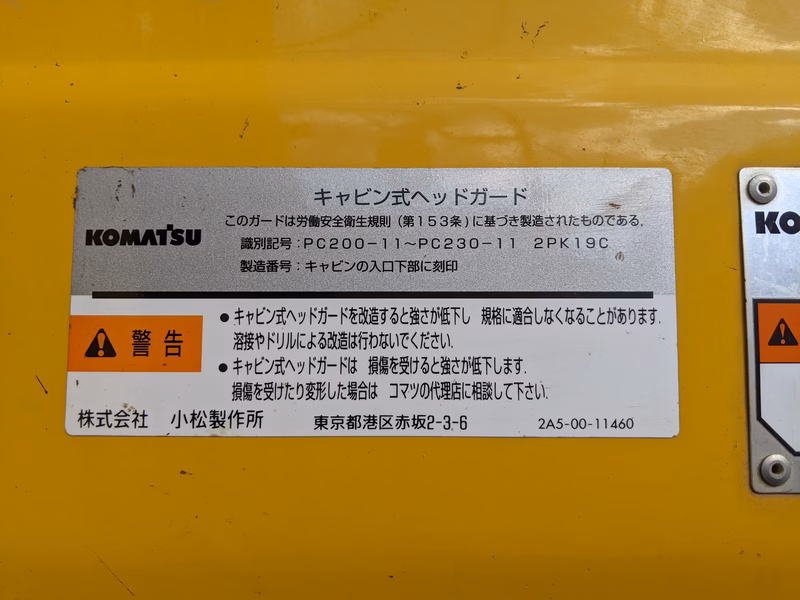 キャビン式ヘッドガード
このガードは労働安全衛生規則(第153条)に基づき製造されたものである.
KOMATSU
識別記号:PC200-11~PC230-11 2PK19C
製造番号:キャビンの入口下部に刻印
警告
●キャビン式ヘッドガードを改造すると強さが低下し 規格に適合しなくなることがあります.
溶接やドリルによる改造は行わないでください.
●キャビン式ヘッドガードは 損傷を受けると強さが低下します.
損傷を受けたり変形した場合は コマツの代理店に相談して下さい.
株式会社 小松製作所 東京都港区赤坂2-3-6 2A5-00-11460
KO